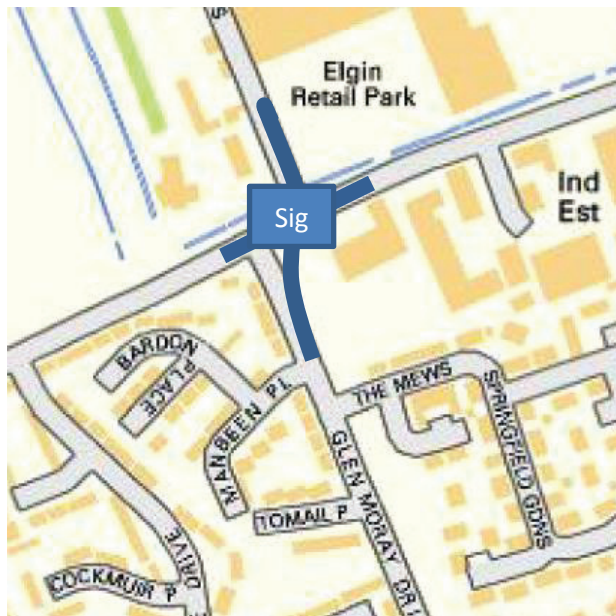 S
Elgin
Retail Park
Sig
Ind
Est
BARDON
PLACE
MANBEEN PL
THE MEWS
SPRINGFIELD GDNS
GLEN MORAY DR
TOMAIL P
DRIVE
COCKMUIR P